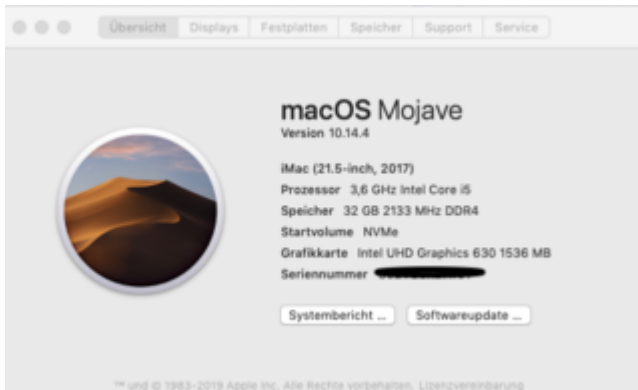 Übersicht Displays Festplatten Speicher Support Service
macOS Mojave
Version 10.14.4
iMac (21.5-inch, 2017)
Prozessor 3,6 GHz Intel Core i5
Speicher 32 GB 2133 MHz DDR4
Startvolume NVMe
Grafikkarte Intel UHD Graphics 630 1536 MB
Seriennummer
Systembericht ...
Softwareupdate ...
™ und © 1983-2019 Apple Inc. Alle Rechte vorbehalten. Lizenzvereinbarung